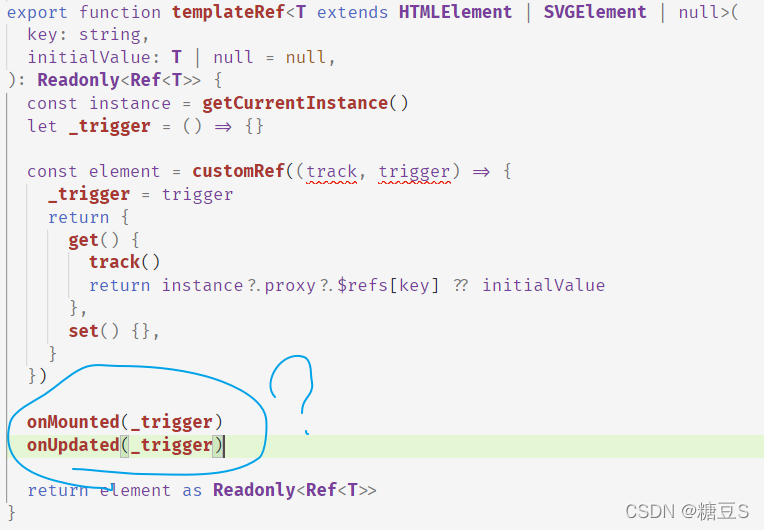 export function templateRef<T extends HTMLElement | SVGElement | null>(
  key: string,
  initialValue: T | null = null,
): Readonly<Ref<T>> {
  const instance = getCurrentInstance()
  let _trigger = () => {}

  const element = customRef((track, trigger) => {
    _trigger = trigger
    return {
      get() {
        track()
        return instance?.proxy?.$refs[key] ?? initialValue
      },
      set() {},
    }
  })

  onMounted(_trigger)
  onUpdated(_trigger)
?

  return element as Readonly<Ref<T>>
}
CSDN @糖豆S